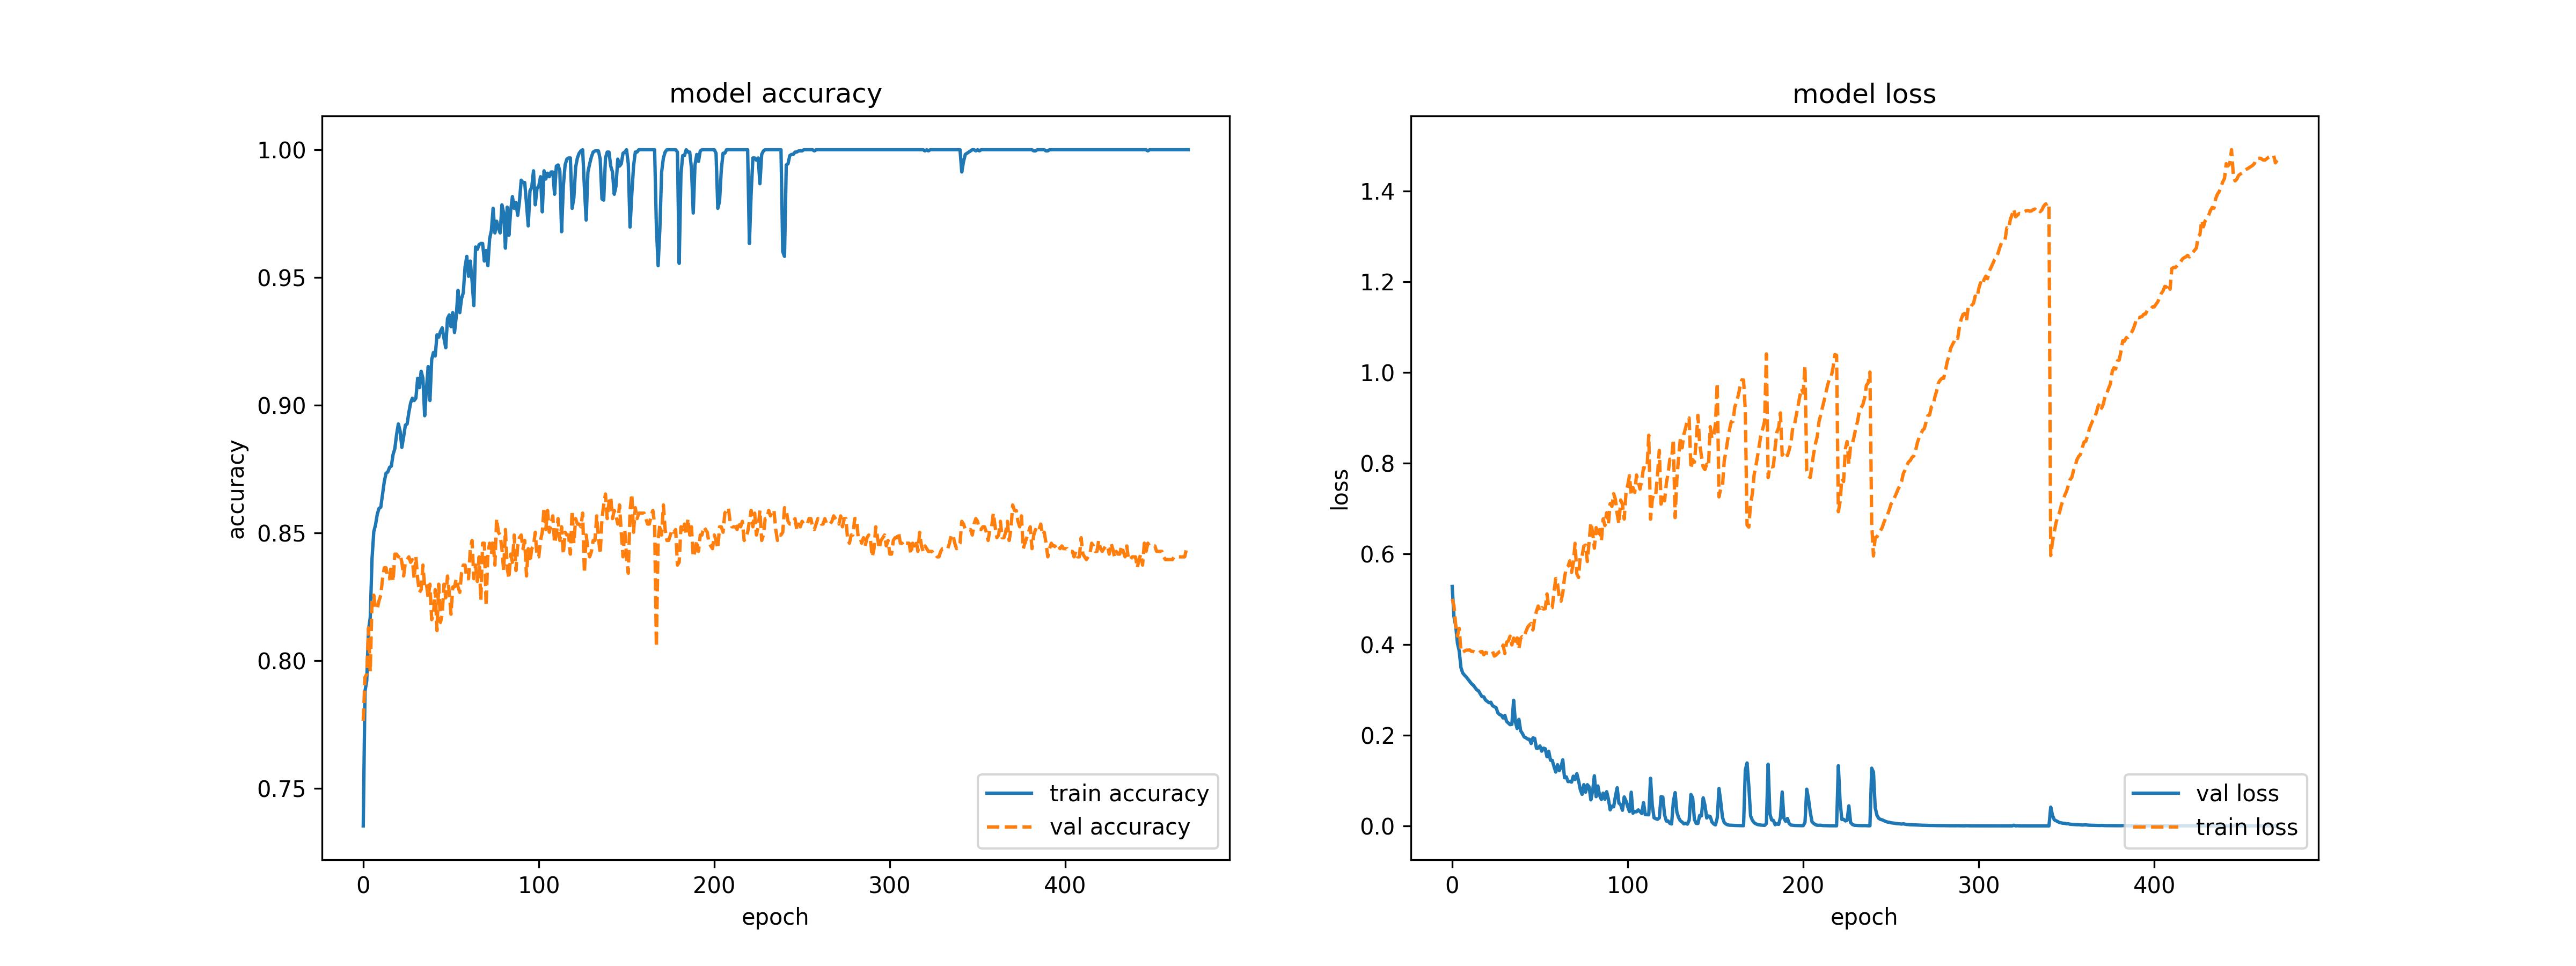 model accuracy
1.00
0.95
0.90
0.85
0.80
0.75
accuracy
0
100
200
300
400
epoch
train accuracy
val accuracy
model loss
1.4
1.2
1.0
0.8
0.6
0.4
0.2
0.0
loss
0
100
200
300
400
epoch
val loss
train loss